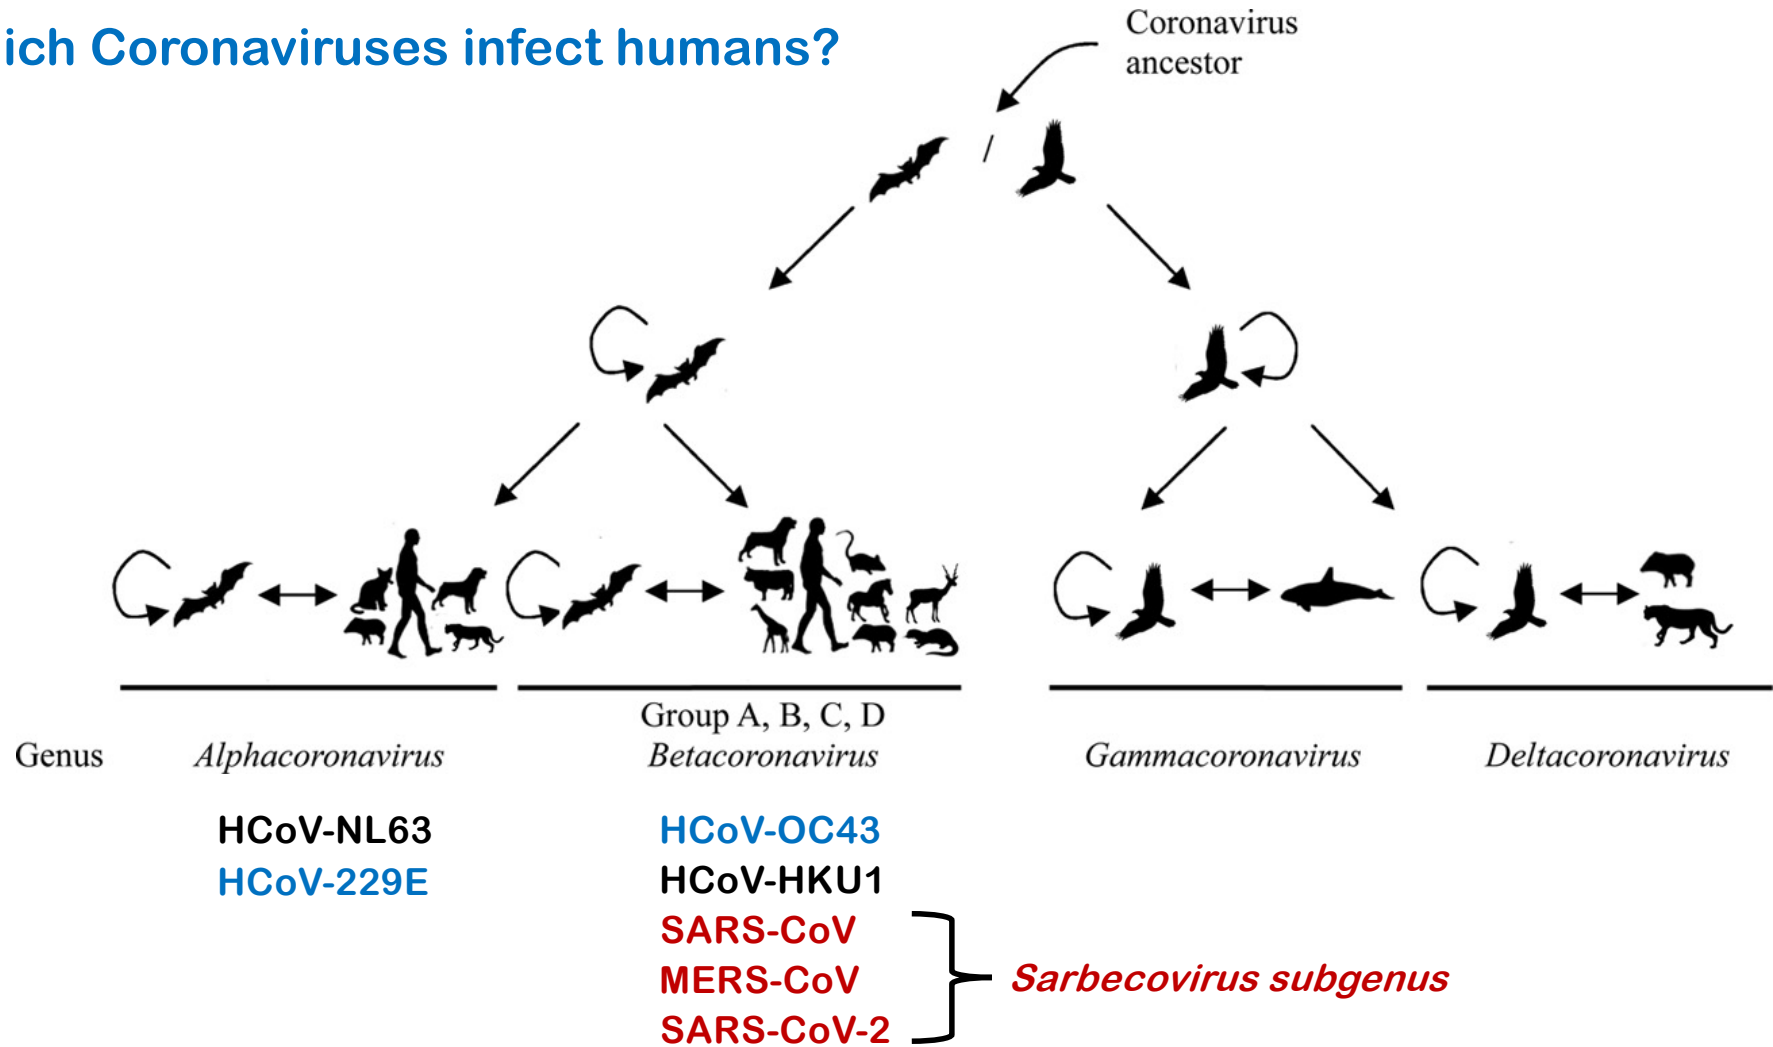 ich Coronaviruses infect humans?
Coronavirus
ancestor
/
Group A, B, C, D
Genus Alphacoronavirus Betacoronavirus Gammacoronavirus Deltacoronavirus
HCoV-NL63 HCoV-OC43
HCoV-229E HCoV-HKU1
SARS-CoV
MERS-CoV Sarbecovirus subgenus
SARS-CoV-2